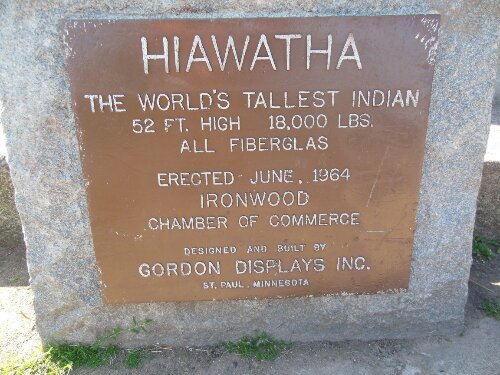 HIAWATHA
THE WORLD'S TALLEST INDIAN
52 FT. HIGH 18,000 LBS.
ALL FIBERGLAS
ERECTED JUNE, 1964
IRONWOOD
CHAMBER OF COMMERCE
DESIGNED AND BUILT BY
GORDON DISPLAYS INC.
ST. PAUL, MINNESOTA